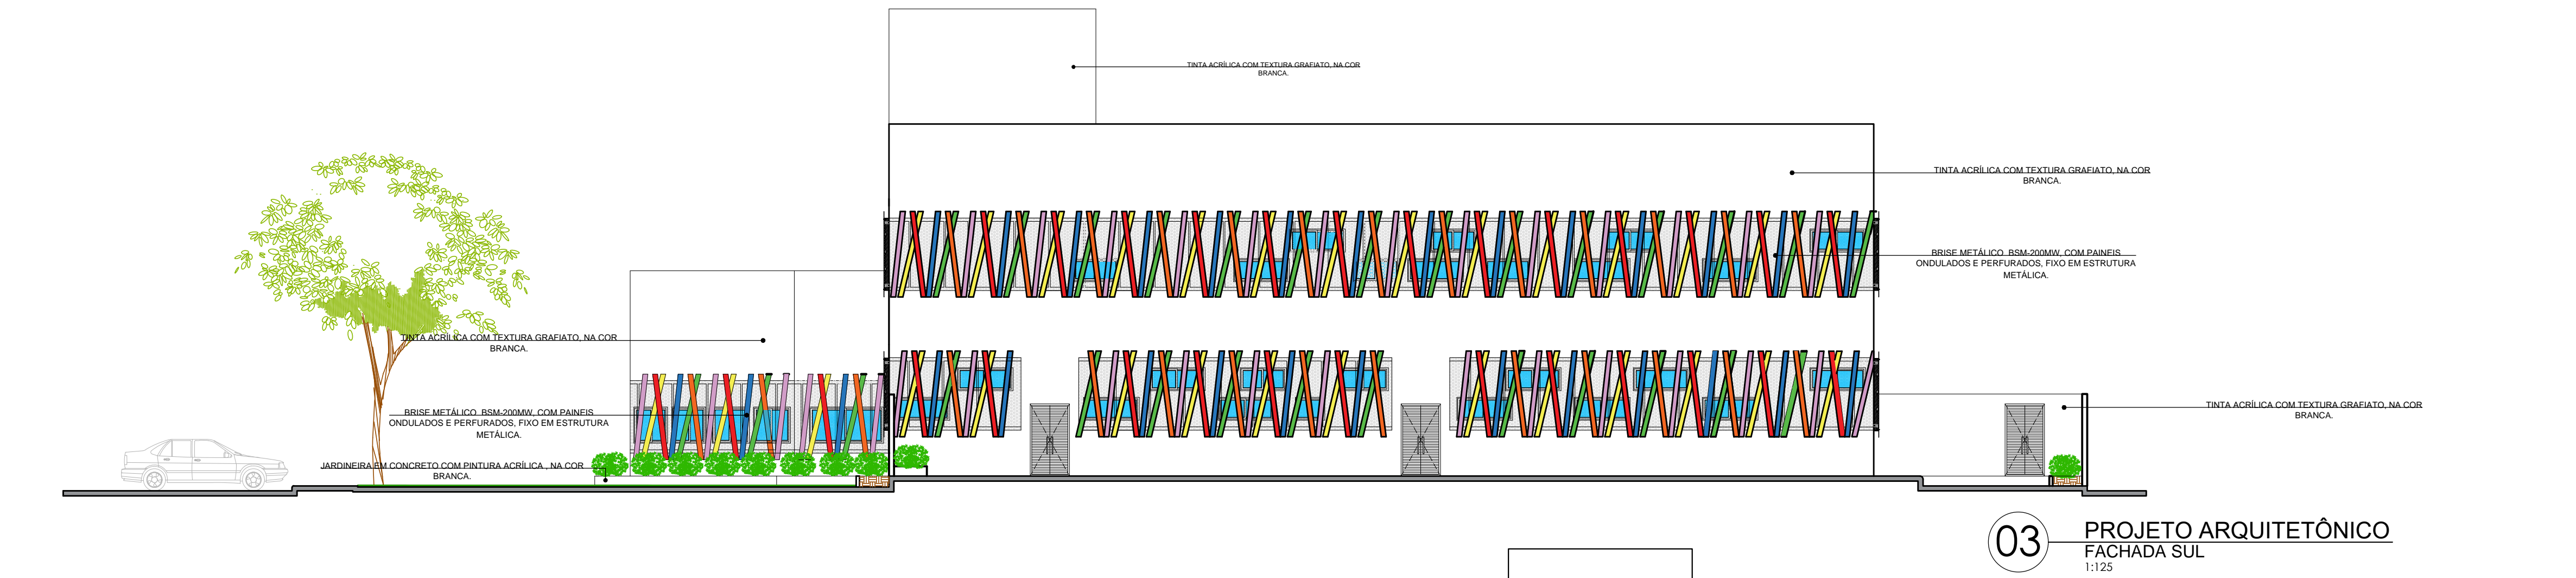 TINTA ACRÍLICA COM TEXTURA GRAFIATO, NA COR
BRANCA.
TINTA ACRÍLICA COM TEXTURA GRAFIATO, NA COR
BRANCA.
BRISE METÁLICO BSM-200MW, COM PAINEIS
ONDULADOS E PERFURADOS, FIXO EM ESTRUTURA
METÁLICA.
TINTA ACRÍLICA COM TEXTURA GRAFIATO, NA COR
BRANCA.
BRISE METÁLICO BSM-200MW, COM PAINEIS
ONDULADOS E PERFURADOS, FIXO EM ESTRUTURA
METÁLICA.
TINTA ACRÍLICA COM TEXTURA GRAFIATO, NA COR
BRANCA.
JARDINEIRA EM CONCRETO COM PINTURA ACRÍLICA , NA COR
BRANCA.
03
PROJETO ARQUITETÔNICO
FACHADA SUL
1:125